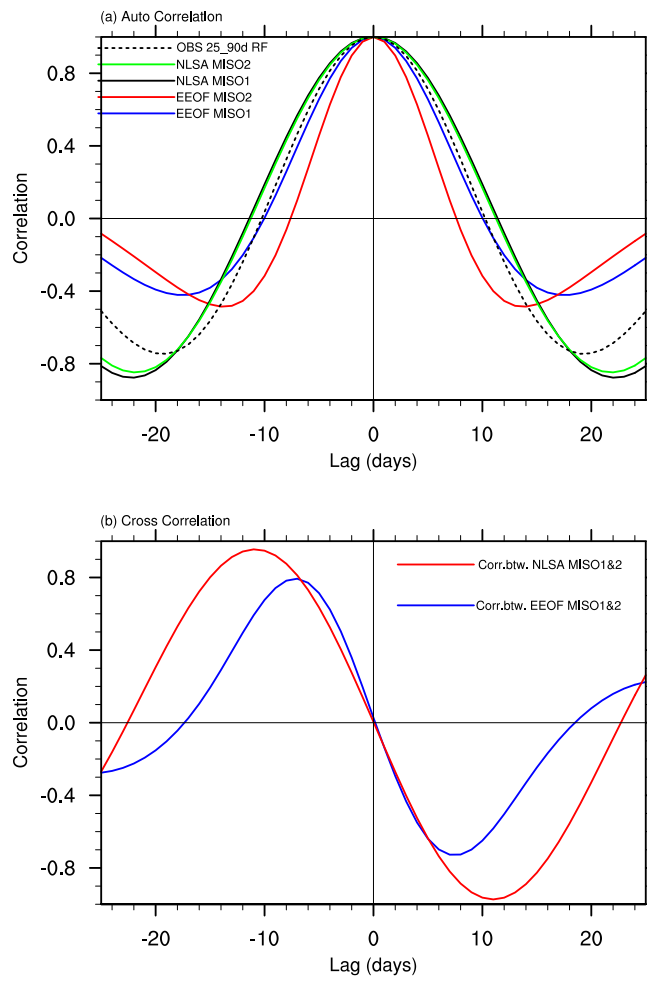 (a) Auto Correlation
OBS 25_90d RF
NLSA MISO2
NLSA MISO1
EEOF MISO2
EEOF MISO1
0.8
0.4
0.0
-0.4
-0.8
Correlation
-20 -10 0 10 20
Lag (days)
(b) Cross Correlation
Corr.btw. NLSA MISO1&2
Corr.btw. EEOF MISO1&2
0.8
0.4
0.0
-0.4
-0.8
Correlation
-20 -10 0 10 20
Lag (days)